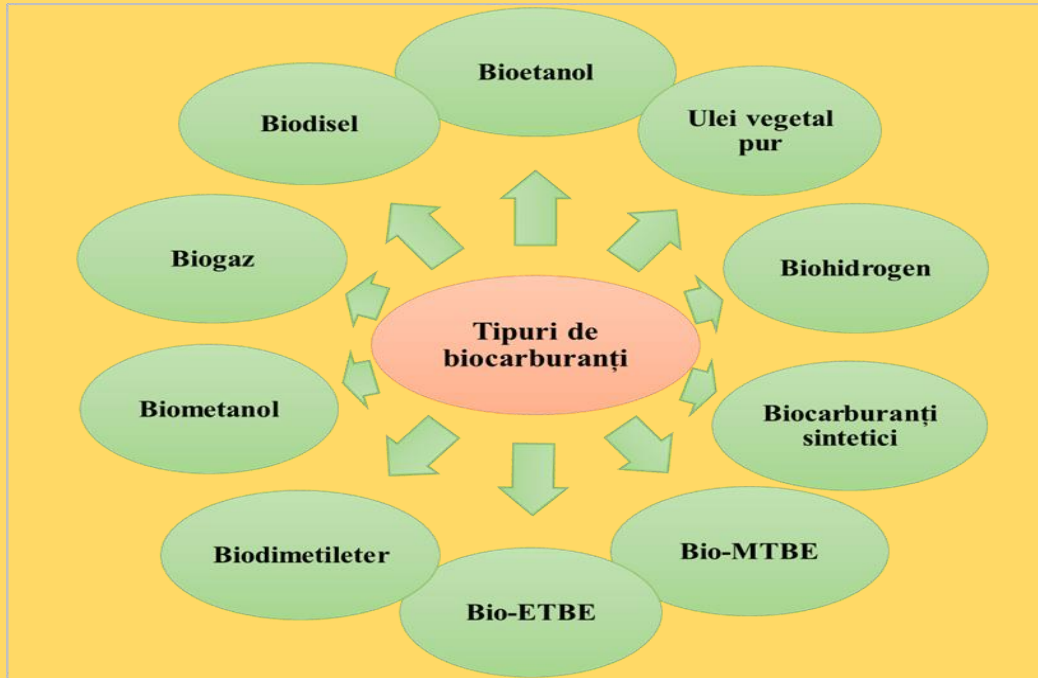 Bioetanol
Ulei vegetal
pur
Biohidrogen
Biocarburanți
sintetici
Bio-MTBE
Bio-ETBE
Biodimetileter
Biometanol
Biogaz
Biodisel
Tipuri de
biocarburanți